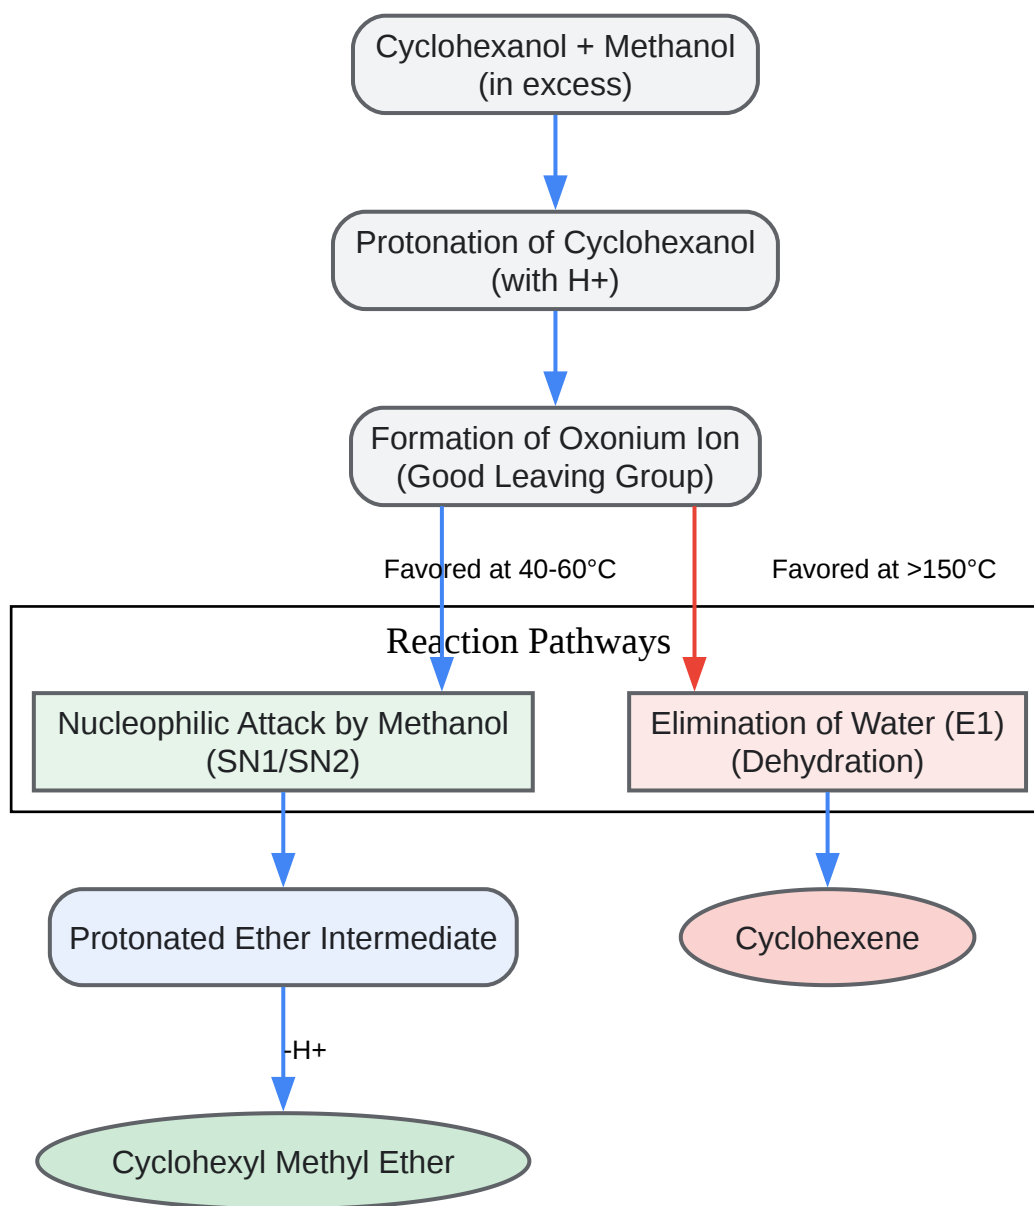 Cyclohexanol + Methanol
(in excess)
Protonation of Cyclohexanol
(with H+)
Formation of Oxonium Ion
(Good Leaving Group)
Favored at 40-60°C
Favored at >150°C
Reaction Pathways
Nucleophilic Attack by Methanol
(SN1/SN2)
Elimination of Water (E1)
(Dehydration)
Protonated Ether Intermediate
Cyclohexene
-H+
Cyclohexyl Methyl Ether